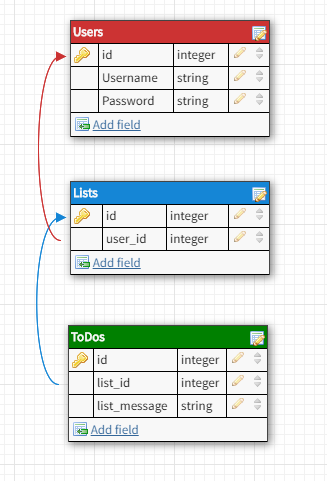 Users
id integer
Username string
Password string
Add field
Lists
id integer
user_id integer
Add field
ToDos
id integer
list_id integer
list_message string
Add field